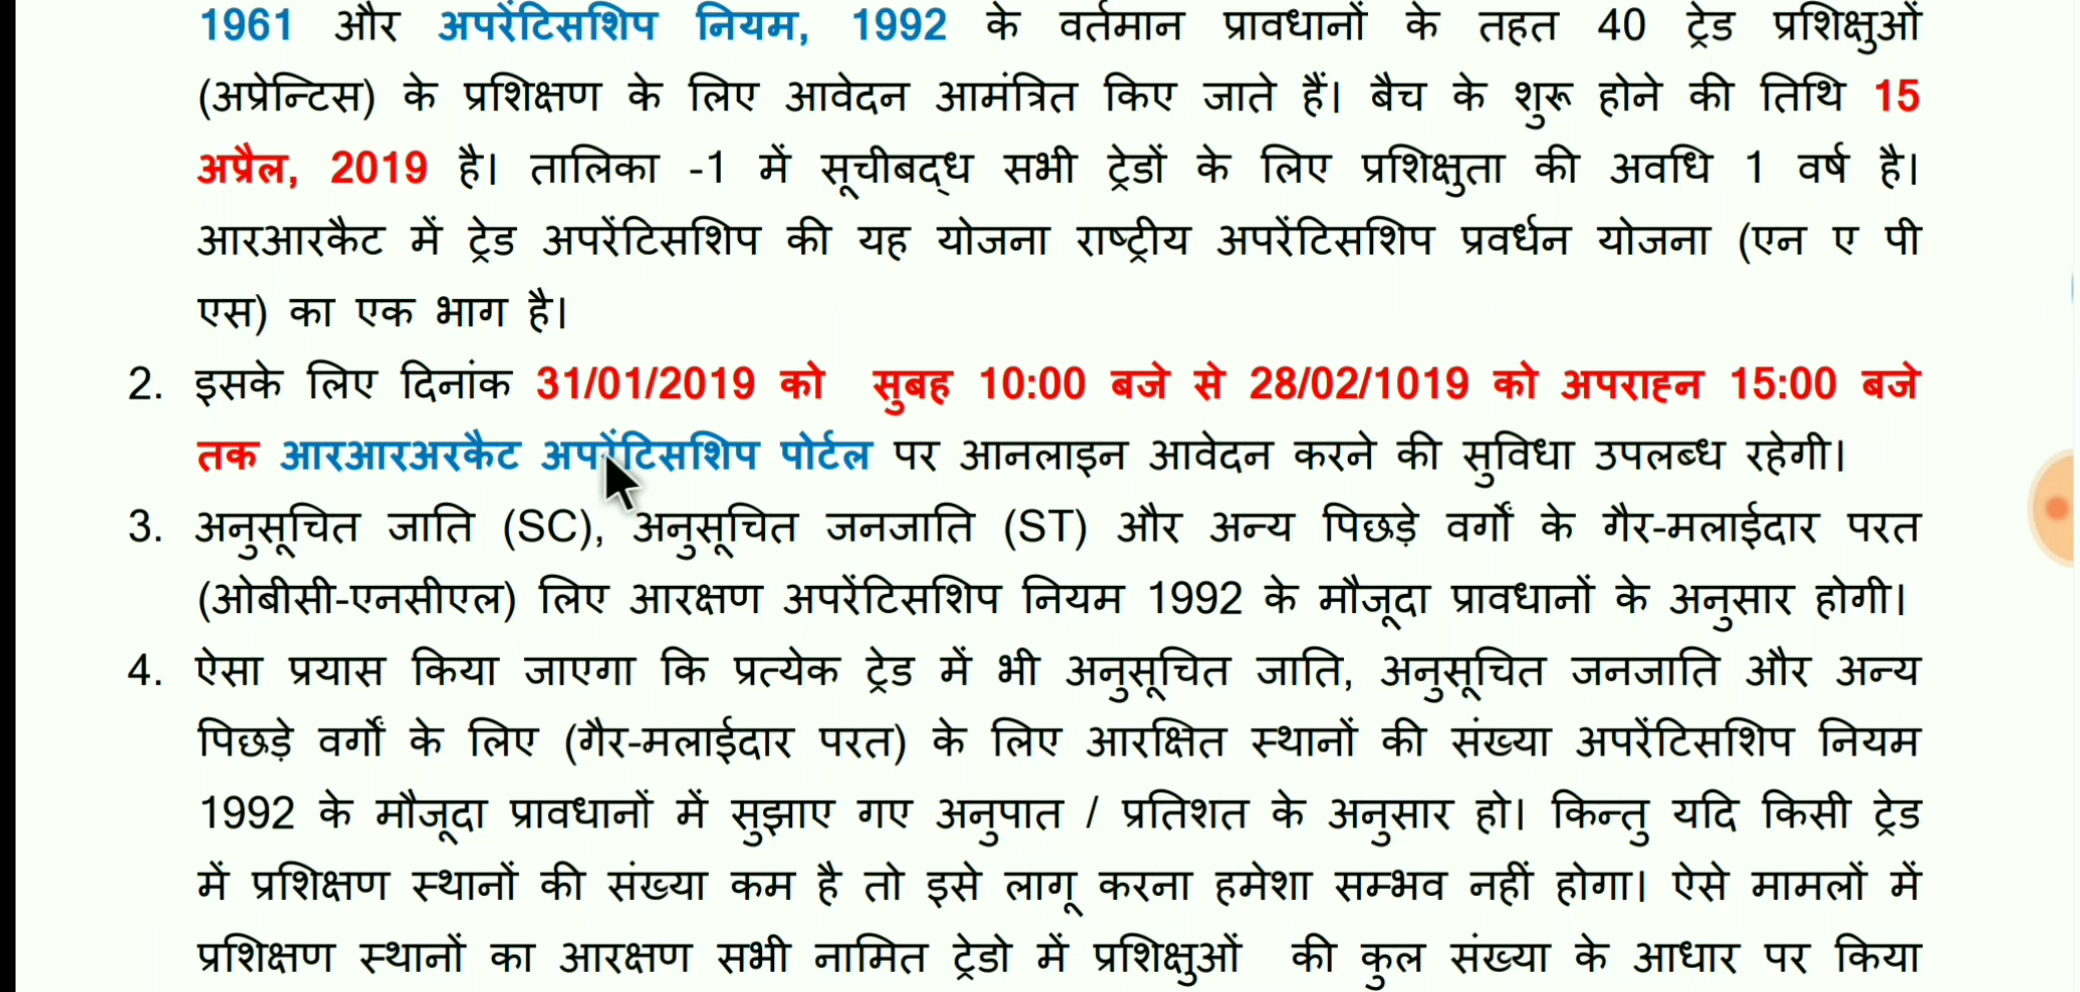 1961 और अपरेंटिसशिप नियम, 1992 के वर्तमान प्रावधानों के तहत 40 ट्रेड प्रशिक्षुओं
(अप्रेन्टिस) के प्रशिक्षण के लिए आवेदन आमंत्रित किए जाते हैं। बैच के शुरू होने की तिथि 15
अप्रैल, 2019 है। तालिका -1 में सूचीबद्ध सभी ट्रेडों के लिए प्रशिक्षुता की अवधि 1 वर्ष है।
आरआरकैट में ट्रेड अपरेंटिसशिप की यह योजना राष्ट्रीय अपरेंटिसशिप प्रवर्धन योजना (एन ए पी
एस) का एक भाग है।
2. इसके लिए दिनांक 31/01/2019 को सुबह 10:00 बजे से 28/02/1019 को अपराह्न 15:00 बजे
तक आरआरअरकैट अपरेंटिसशिप पोर्टल पर आनलाइन आवेदन करने की सुविधा उपलब्ध रहेगी।
3. अनुसूचित जाति (SC), अनुसूचित जनजाति (ST) और अन्य पिछड़े वर्गों के गैर-मलाईदार परत
(ओबीसी-एनसीएल) लिए आरक्षण अपरेंटिसशिप नियम 1992 के मौजूदा प्रावधानों के अनुसार होगी।
4. ऐसा प्रयास किया जाएगा कि प्रत्येक ट्रेड में भी अनुसूचित जाति, अनुसूचित जनजाति और अन्य
पिछड़े वर्गों के लिए (गैर-मलाईदार परत) के लिए आरक्षित स्थानों की संख्या अपरेंटिसशिप नियम
1992 के मौजूदा प्रावधानों में सुझाए गए अनुपात / प्रतिशत के अनुसार हो। किन्तु यदि किसी ट्रेड
में प्रशिक्षण स्थानों की संख्या कम है तो इसे लागू करना हमेशा सम्भव नहीं होगा। ऐसे मामलों में
प्रशिक्षण स्थानों का आरक्षण सभी नामित ट्रेडो में प्रशिक्षुओं की कुल संख्या के आधार पर किया